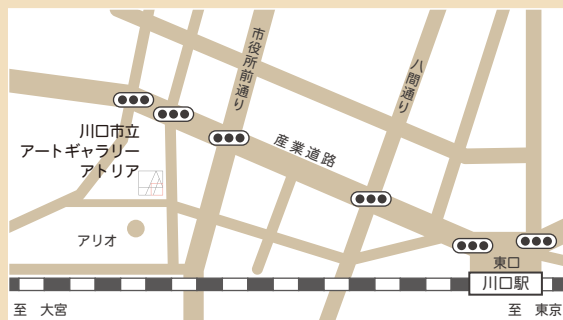 市役所前通り
八間通り
産業道路
川口市立
アートギャラリー
アトリア
アリオ
東口
川口駅
至 大宮
至 東京